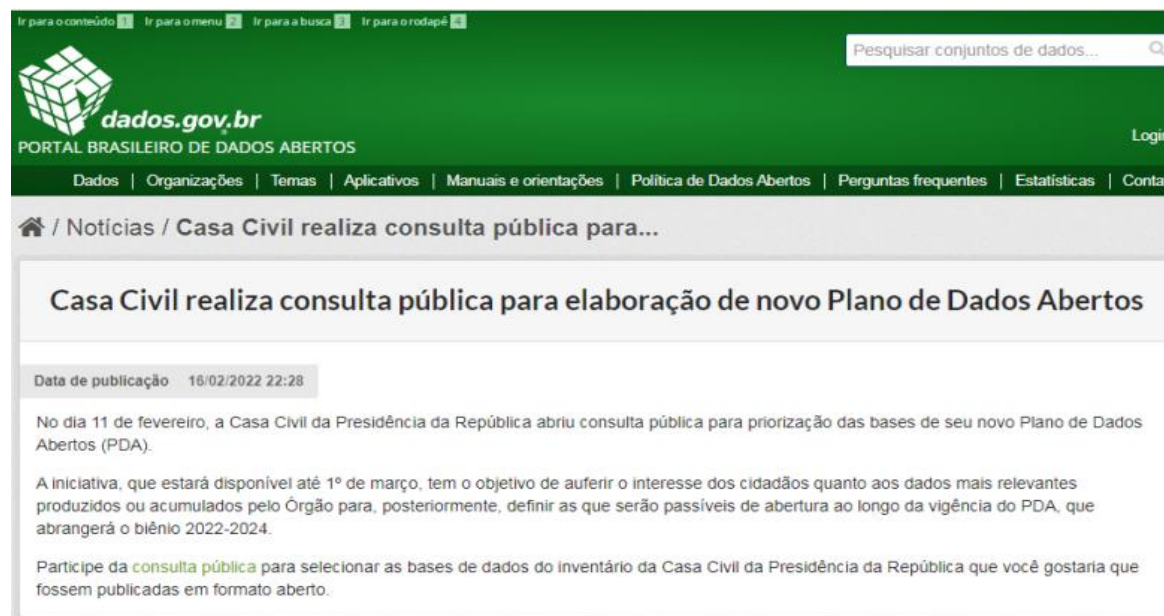 Ir para o conteúdo 1 Ir para o menu 2 Ir para a busca 3 Ir para o rodapé 4
Pesquisar conjuntos de dados...
dados.gov.br
PORTAL BRASILEIRO DE DADOS ABERTOS
Login
Dados | Organizações | Temas | Aplicativos | Manuais e orientações | Política de Dados Abertos | Perguntas frequentes | Estatísticas | Conta
/ Notícias / Casa Civil realiza consulta pública para...
Casa Civil realiza consulta pública para elaboração de novo Plano de Dados Abertos
Data de publicação 16/02/2022 22:28
No dia 11 de fevereiro, a Casa Civil da Presidência da República abriu consulta pública para priorização das bases de seu novo Plano de Dados
Abertos (PDA).
A iniciativa, que estará disponível até 1º de março, tem o objetivo de auferir o interesse dos cidadãos quanto aos dados mais relevantes
produzidos ou acumulados pelo Órgão para, posteriormente, definir as que serão passíveis de abertura ao longo da vigência do PDA, que
abrangerá o biênio 2022-2024.
Participe da consulta pública para selecionar as bases de dados do inventário da Casa Civil da Presidência da República que você gostaria que
fossem publicadas em formato aberto.